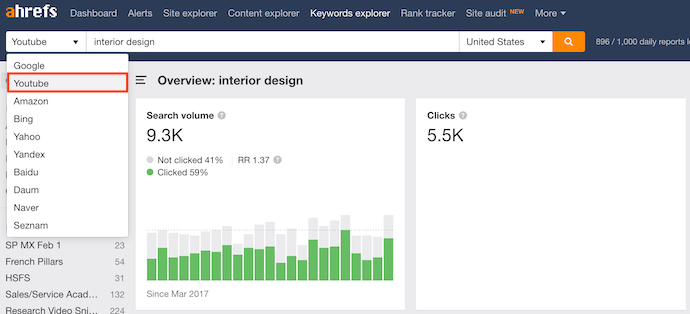 ahrefs Dashboard Alerts Site explorer Content explorer Keywords explorer Rank tracker Site audit NEW More
Youtube interior design United States 896 / 1,000 daily reports
Google
Youtube
Amazon
Bing
Yahoo
Yandex
Baidu
Daum
Naver
Seznam
SP MX Feb 1 23
French Pillars 54
HSFS 31
Sales/Service Acad… 132
Research Video Sni… 224
Overview: interior design
Search volume ?
9.3K
Not clicked 41% RR 1.37 ?
Clicked 59%
Since Mar 2017
Clicks ?
5.5K